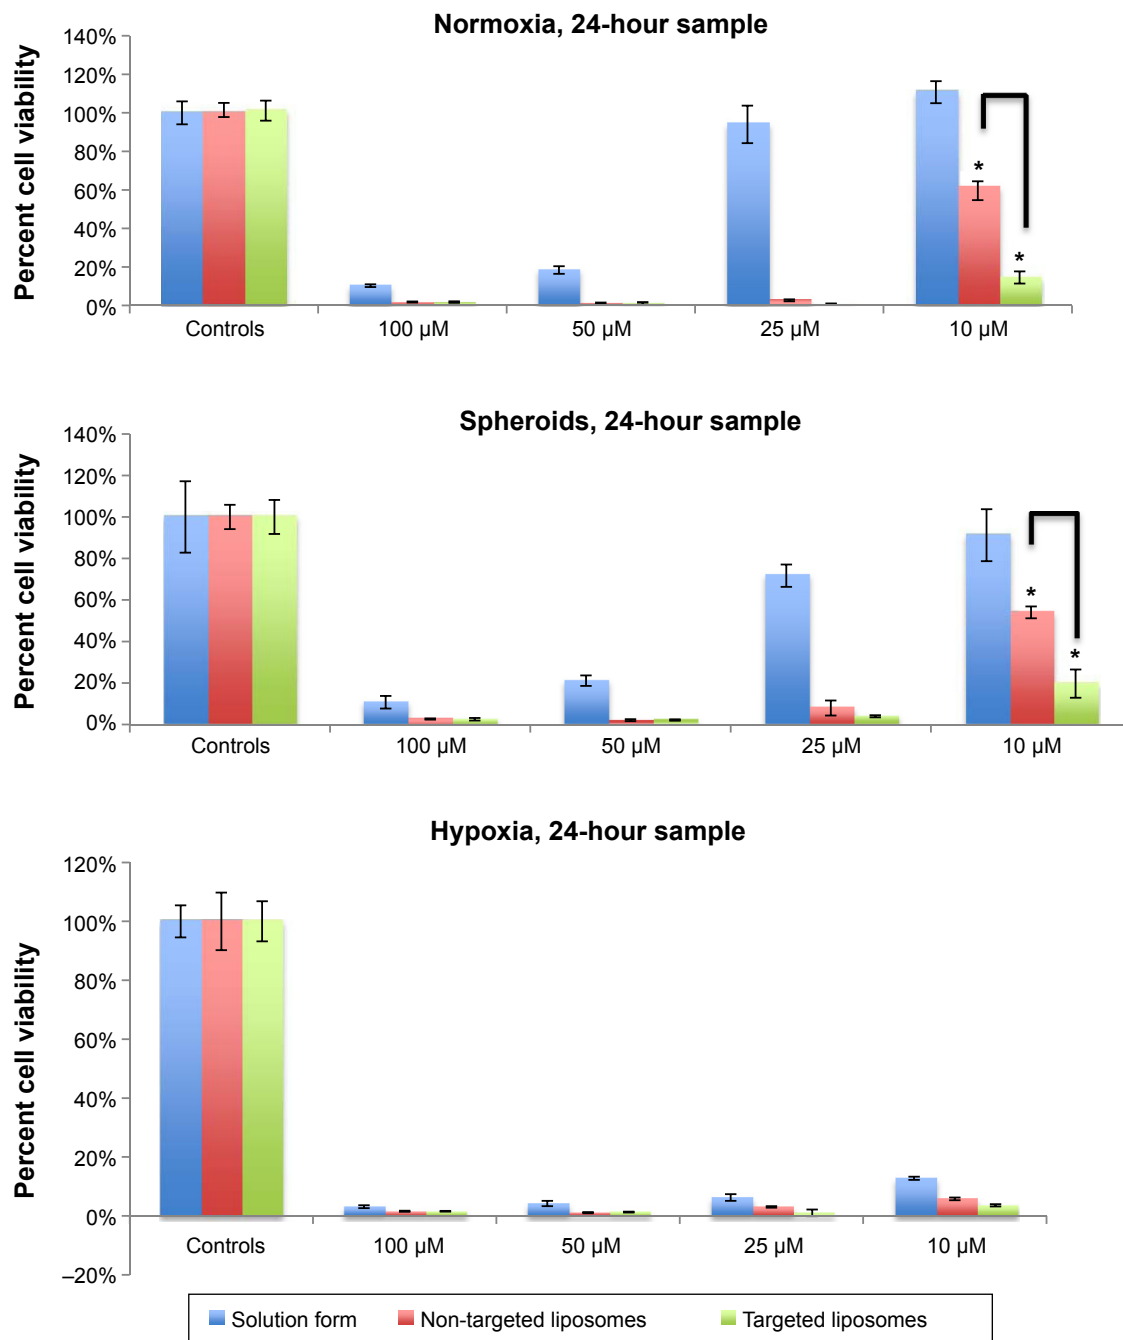 Normoxia, 24-hour sample
Percent cell viability
140%
120%
100%
80%
60%
40%
20%
0%
* *
Controls 100 μM 50 μM 25 μM 10 μM
Spheroids, 24-hour sample
Percent cell viability
140%
120%
100%
80%
60%
40%
20%
0%
* *
Controls 100 μM 50 μM 25 μM 10 μM
Hypoxia, 24-hour sample
Percent cell viability
120%
100%
80%
60%
40%
20%
0%
–20%
Controls 100 μM 50 μM 25 μM 10 μM
Solution form Non-targeted liposomes Targeted liposomes